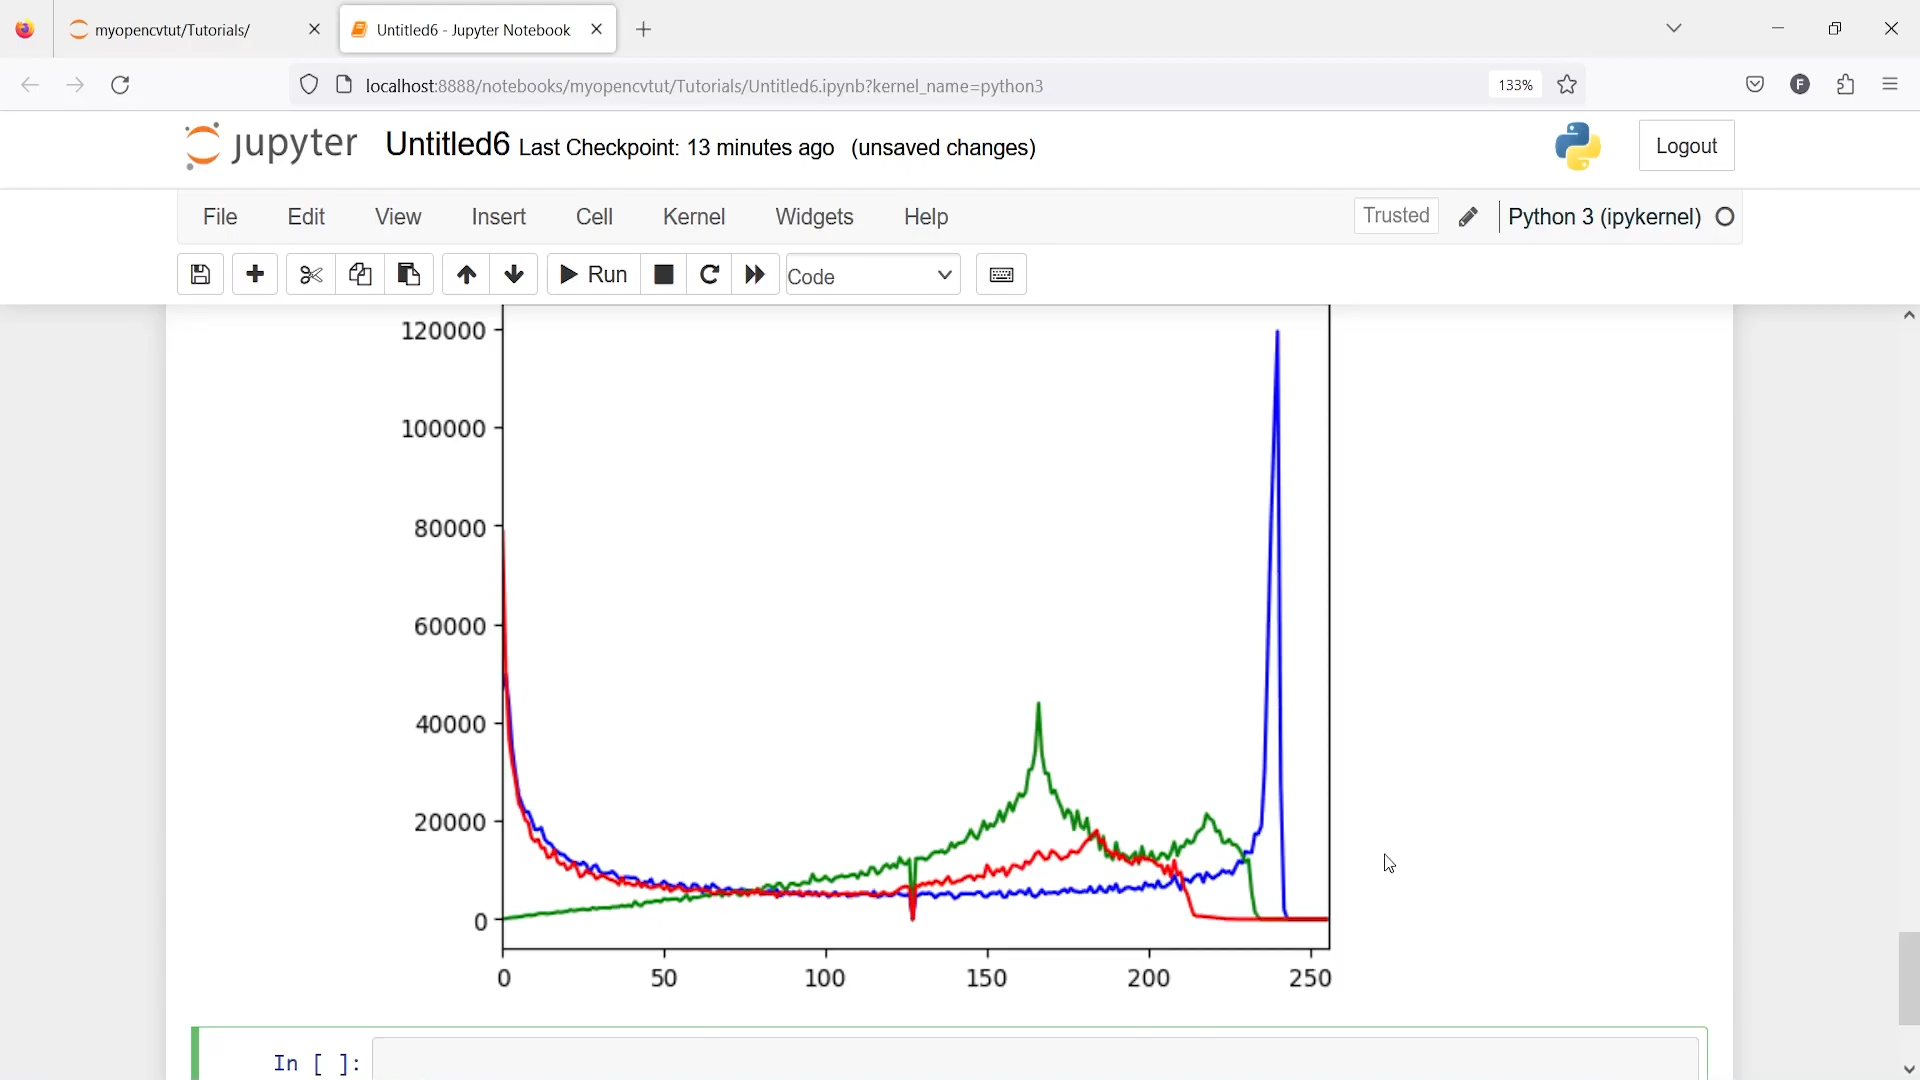 myopencvtut/Tutorials/
Untitled6 - Jupyter Notebook
localhost:8888/notebooks/myopencvtut/Tutorials/Untitled6.ipynb?kernel_name=python3
133%
F
jupyter
Untitled6 Last Checkpoint: 13 minutes ago (unsaved changes)
Logout
File Edit View Insert Cell Kernel Widgets Help
Trusted
Python 3 (ipykernel)
Run
Code
120000
100000
80000
60000
40000
20000
0
0 50 100 150 200 250
In [ ]: